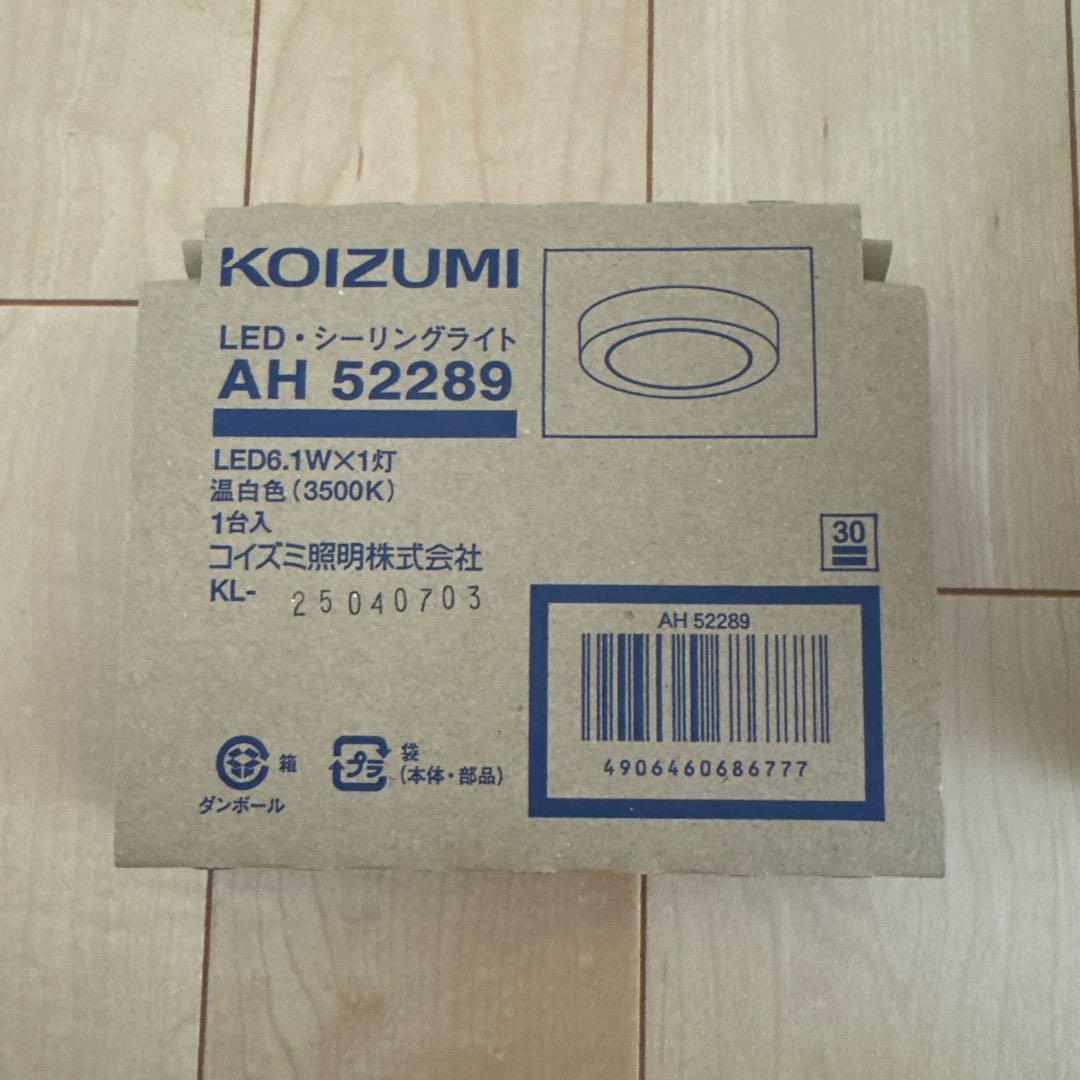 KOIZUMI
LED・シーリングライト
AH 52289
LED6.1W×1灯
温白色(3500K)
1台入
コイズミ照明株式会社
KL- 25040703
30
AH 52289
4906460686777
箱
ダンボール
プラ
袋
(本体・部品)